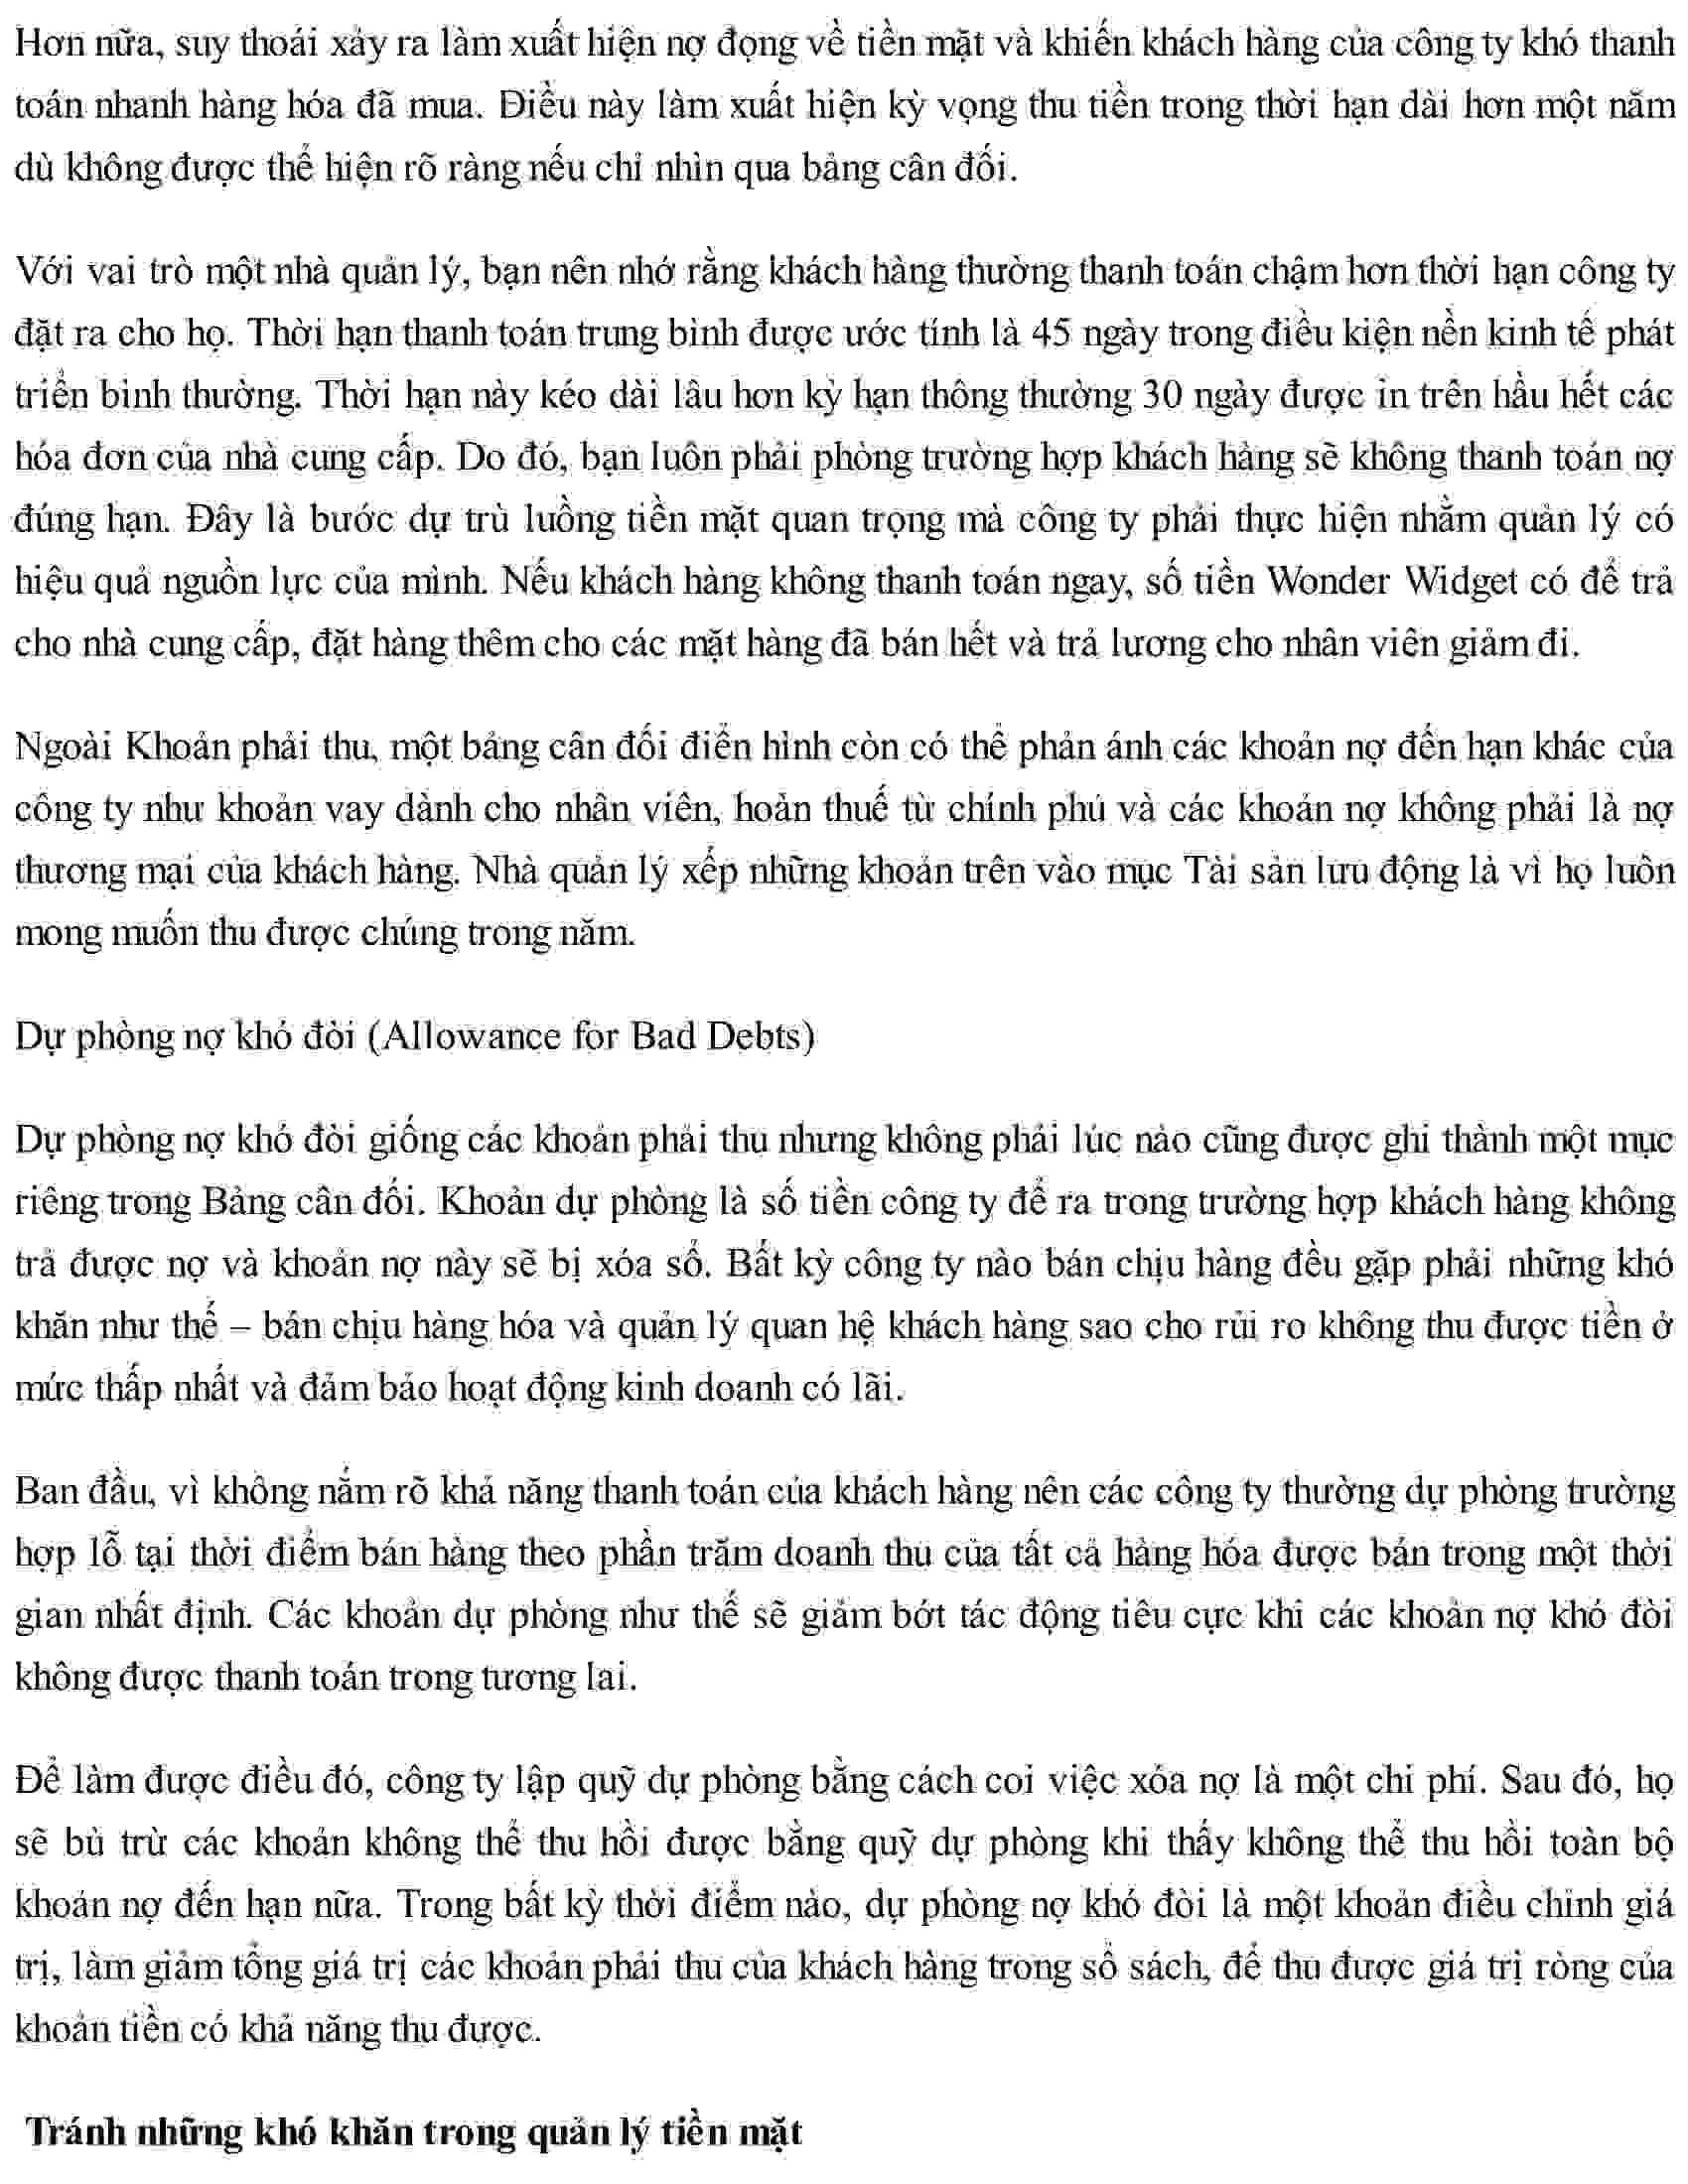 Hơn nữa, suy thoái xảy ra làm xuất hiện nợ đọng về tiền mặt và khiến khách hàng của công ty khó thanh
toán nhanh hàng hóa đã mua. Điều này làm xuất hiện kỳ vọng thu tiền trong thời hạn dài hơn một năm
dù không được thể hiện rõ ràng nếu chỉ nhìn qua bảng cân đối.
Với vai trò một nhà quản lý, bạn nên nhớ rằng khách hàng thường thanh toán chậm hơn thời hạn công ty
đặt ra cho họ. Thời hạn thanh toán trung bình được ước tính là 45 ngày trong điều kiện nền kinh tế phát
triển bình thường. Thời hạn này kéo dài lâu hơn kỳ hạn thông thường 30 ngày được in trên hầu hết các
hóa đơn của nhà cung cấp. Do đó, bạn luôn phải phòng trường hợp khách hàng sẽ không thanh toán nợ
đúng hạn. Đây là bước dự trù luồng tiền mặt quan trọng mà công ty phải thực hiện nhằm quản lý có
hiệu quả nguồn lực của mình. Nếu khách hàng không thanh toán ngay, số tiền Wonder Widget có để trả
cho nhà cung cấp, đặt hàng thêm cho các mặt hàng đã bán hết và trả lương cho nhân viên giảm đi.
Ngoài Khoản phải thu, một bảng cân đối điển hình còn có thể phản ánh các khoản nợ đến hạn khác của
công ty như khoản vay dành cho nhân viên, hoàn thuế từ chính phủ và các khoản nợ không phải là nợ
thương mại của khách hàng. Nhà quản lý xếp những khoản trên vào mục Tài sản lưu động là vì họ luôn
mong muốn thu được chúng trong năm.
Dự phòng nợ khó đòi (Allowance for Bad Debts)
Dự phòng nợ khó đòi giống các khoản phải thu nhưng không phải lúc nào cũng được ghi thành một mục
riêng trong Bảng cân đối. Khoản dự phòng là số tiền công ty để ra trong trường hợp khách hàng không
trả được nợ và khoản nợ này sẽ bị xóa sổ. Bất kỳ công ty nào bán chịu hàng đều gặp phải những khó
khăn như thế – bán chịu hàng hóa và quản lý quan hệ khách hàng sao cho rủi ro không thu được tiền ở
mức thấp nhất và đảm bảo hoạt động kinh doanh có lãi.
Ban đầu, vì không nắm rõ khả năng thanh toán của khách hàng nên các công ty thường dự phòng trường
hợp lỗ tại thời điểm bán hàng theo phần trăm doanh thu của tất cả hàng hóa được bán trong một thời
gian nhất định. Các khoản dự phòng như thế sẽ giảm bớt tác động tiêu cực khi các khoản nợ khó đòi
không được thanh toán trong tương lai.
Để làm được điều đó, công ty lập quỹ dự phòng bằng cách coi việc xóa nợ là một chi phí. Sau đó, họ
sẽ bù trừ các khoản không thể thu hồi được bằng quỹ dự phòng khi thấy không thể thu hồi toàn bộ
khoản nợ đến hạn nữa. Trong bất kỳ thời điểm nào, dự phòng nợ khó đòi là một khoản điều chỉnh giá
trị, làm giảm tổng giá trị các khoản phải thu của khách hàng trong sổ sách, để thu được giá trị ròng của
khoản tiền có khả năng thu được.
Tránh những khó khăn trong quản lý tiền mặt